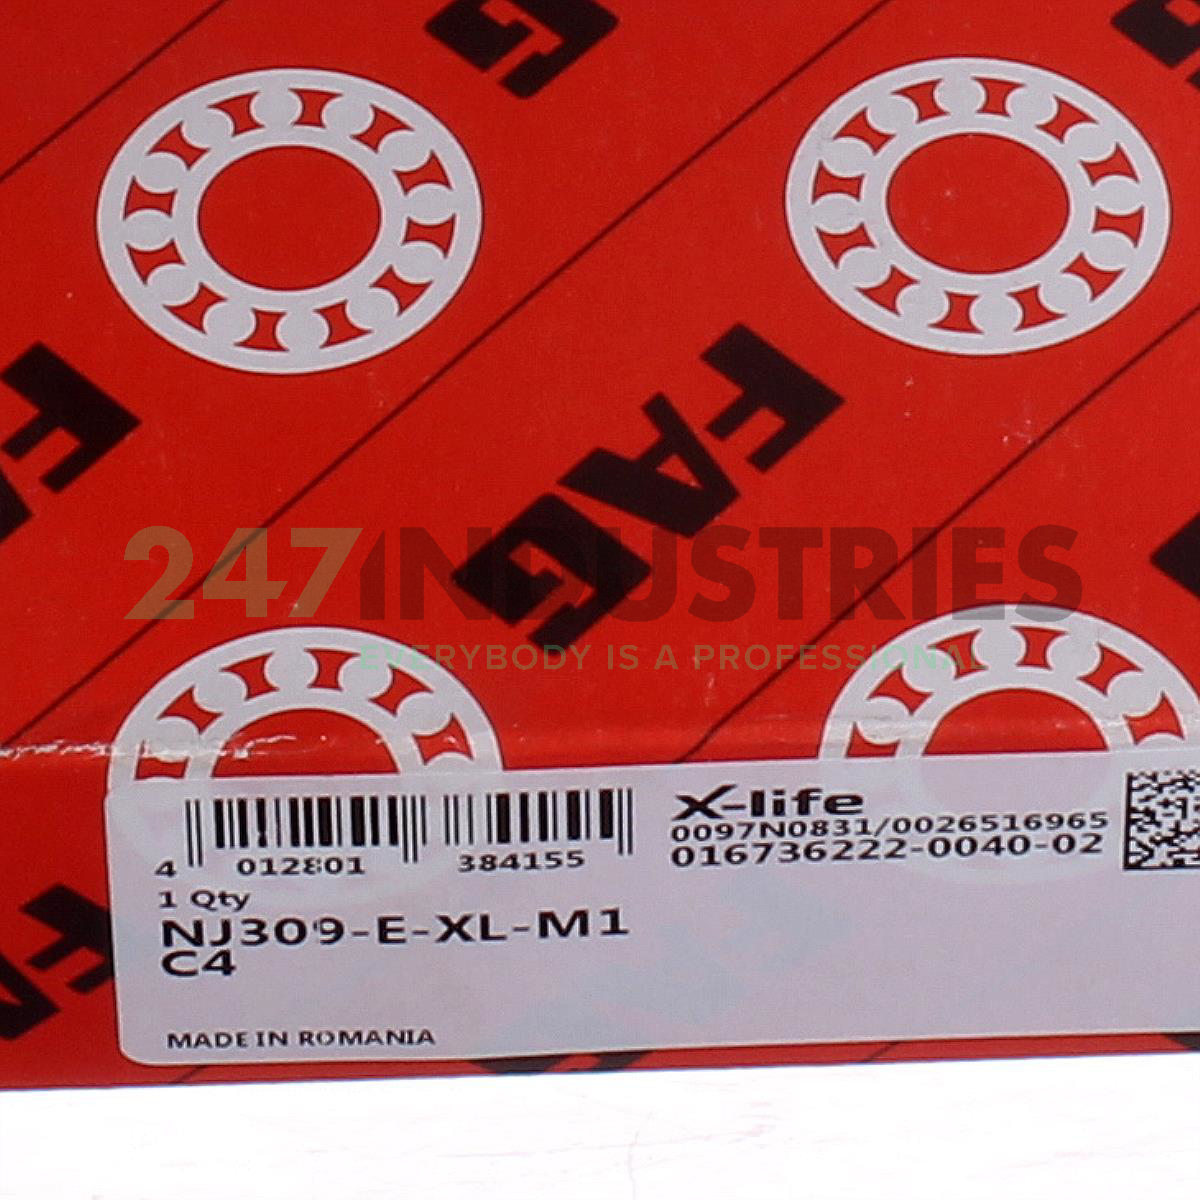 FAG
FAG
FAG
247INDUSTRIES
EVERYBODY IS A PROFESSIONAL
4 012801 384155
X-life
0097N0831/0026516965
016736222-0040-02
1 Qty
NJ309-E-XL-M1
C4
MADE IN ROMANIA